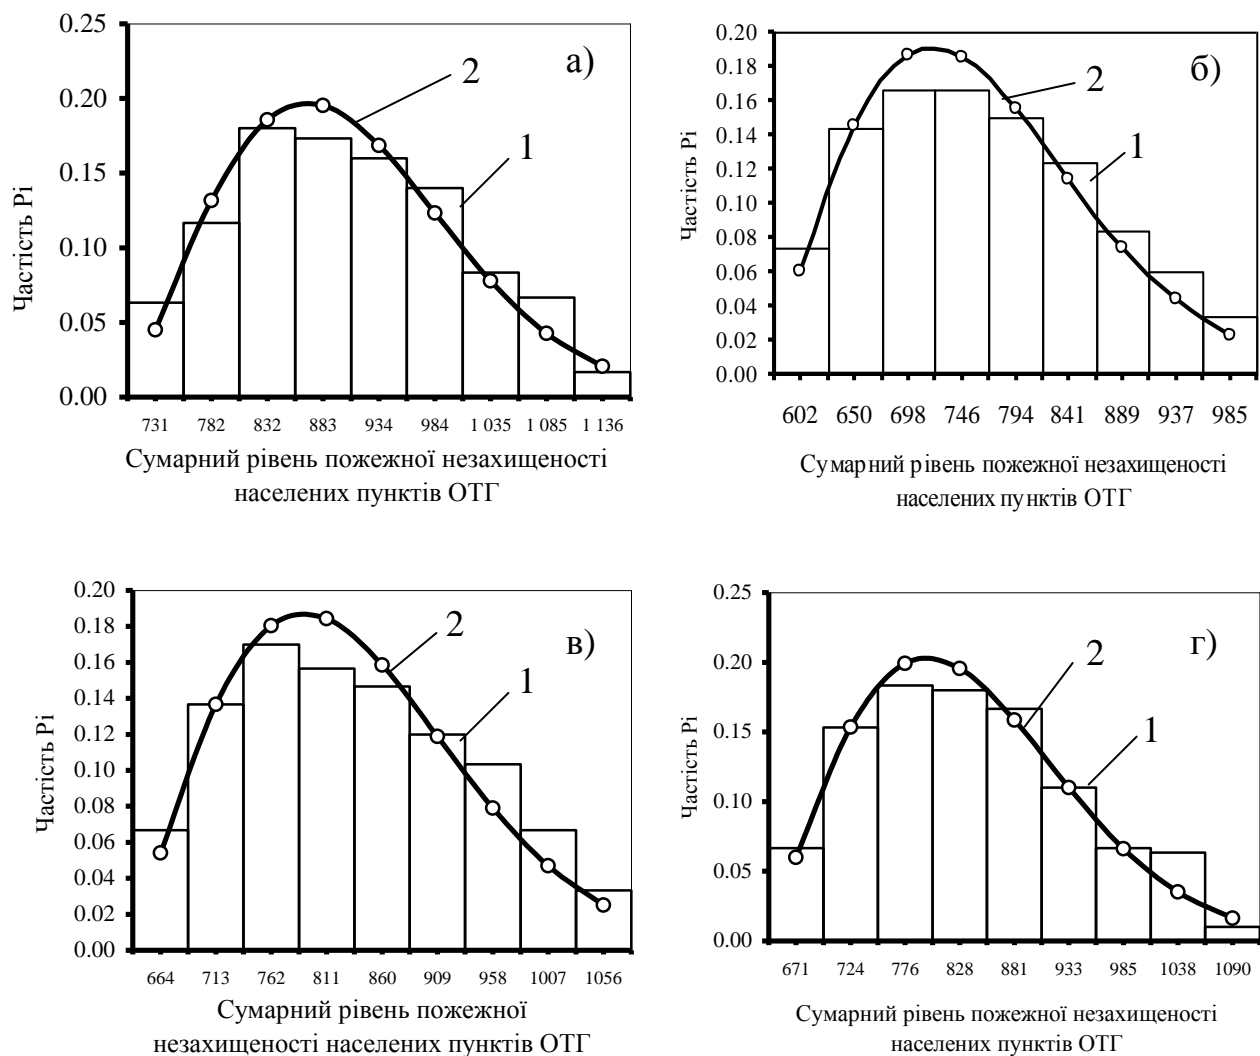 0.25
0.20
0.15
0.10
0.05
0.00
Частість Pi
а)
2
1
731 782 832 883 934 984 1 035 1 085 1 136
Сумарний рівень пожежної незахищеності
населених пунктів ОТГ
0.20
0.18
0.16
0.14
0.12
0.10
0.08
0.06
0.04
0.02
0.00
Частість Pi
б)
2
1
602 650 698 746 794 841 889 937 985
Сумарний рівень пожежної незахищеності
населених пунктів ОТГ
0.20
0.18
0.16
0.14
0.12
0.10
0.08
0.06
0.04
0.02
0.00
Частість Pi
в)
2
1
664 713 762 811 860 909 958 1007 1056
Сумарний рівень пожежної
незахищеності населених пунктів ОТГ
0.25
0.20
0.15
0.10
0.05
0.00
Частість Pi
г)
2
1
671 724 776 828 881 933 985 1038 1090
Сумарний рівень пожежної незахищеності
населених пунктів ОТГ